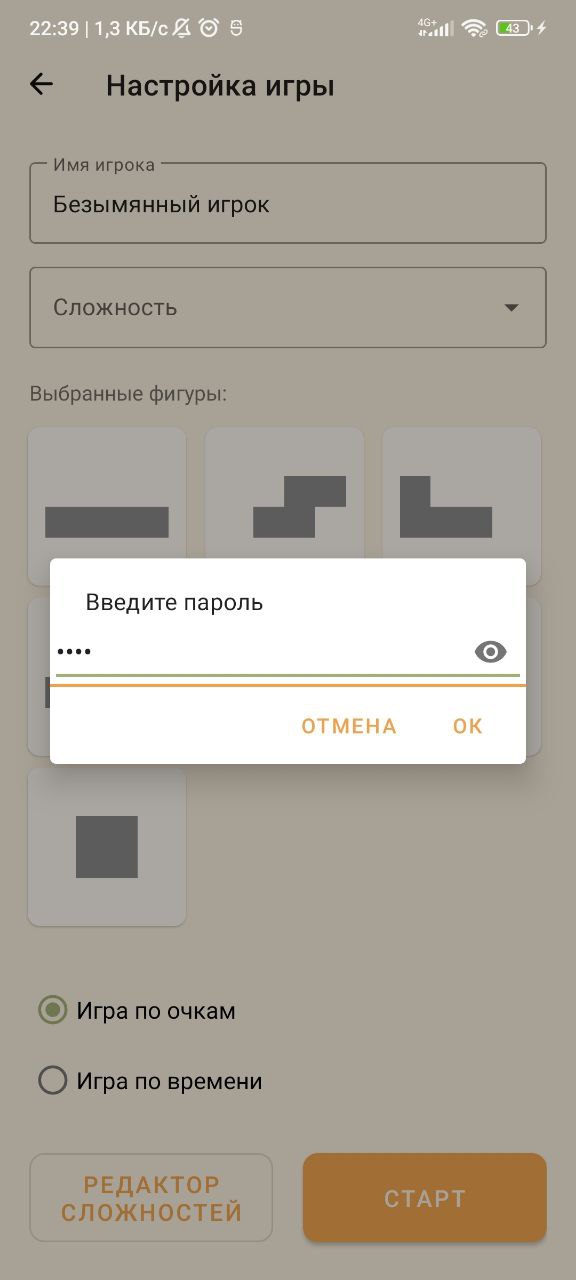 22:39 | 1,3 КБ/с
4G+
43
Настройка игры
Имя игрока
Безымянный игрок
Сложность
Выбранные фигуры:
Введите пароль
••••
ОТМЕНА
ОК
Игра по очкам
Игра по времени
РЕДАКТОР
СЛОЖНОСТЕЙ
СТАРТ